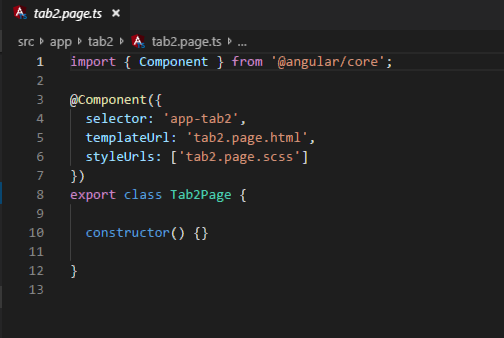 tab2.page.ts ×
src › app › tab2 › tab2.page.ts › ...
1 import { Component } from '@angular/core';
2
3 @Component({
4   selector: 'app-tab2',
5   templateUrl: 'tab2.page.html',
6   styleUrls: ['tab2.page.scss']
7 })
8 export class Tab2Page {
9
10   constructor() {}
11
12 }
13